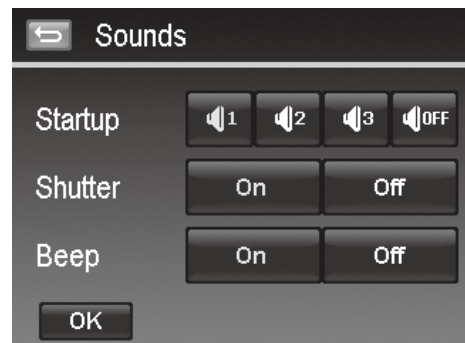 Sounds
Startup 1 2 3 OFF
Shutter On Off
Beep On Off
OK